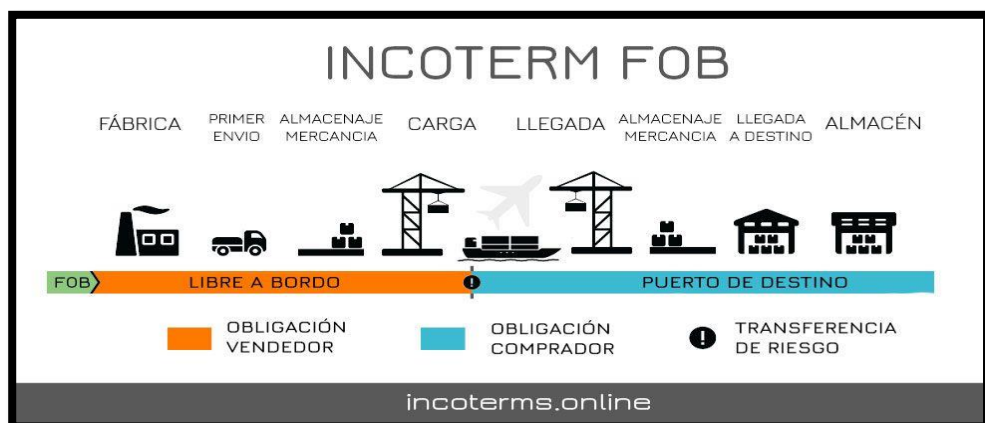 INCOTERM FOB
FÁBRICA
PRIMER
ENVIO
ALMACENAJE
MERCANCIA
CARGA
LLEGADA
ALMACENAJE
MERCANCIA
LLEGADA
A DESTINO
ALMACÉN
FOB
LIBRE A BORDO
!
PUERTO DE DESTINO
OBLIGACIÓN
VENDEDOR
OBLIGACIÓN
COMPRADOR
!
TRANSFERENCIA
DE RIESGO
incoterms.online